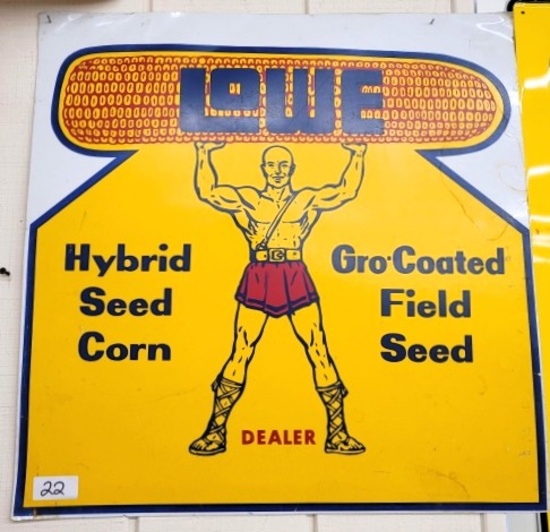 LOWE
Hybrid
Seed
Corn
Gro-Coated
Field
Seed
G
DEALER
22